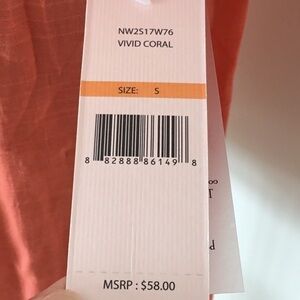 NW2S17W76
VIVID CORAL
SIZE: S
8 82888 86149 8
MSRP : $58.00